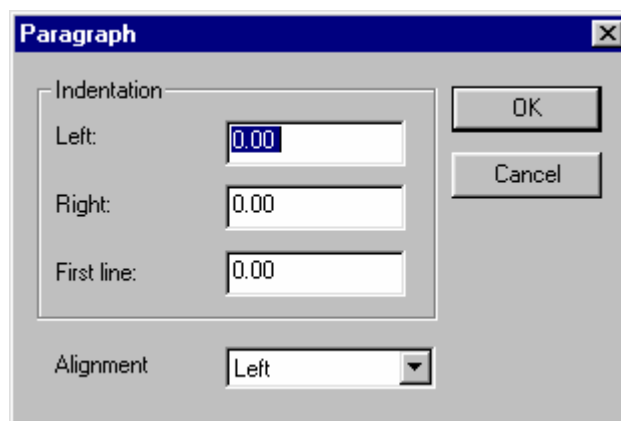 Paragraph
Indentation
Left: 0.00
Right: 0.00
First line: 0.00
Alignment Left
OK
Cancel